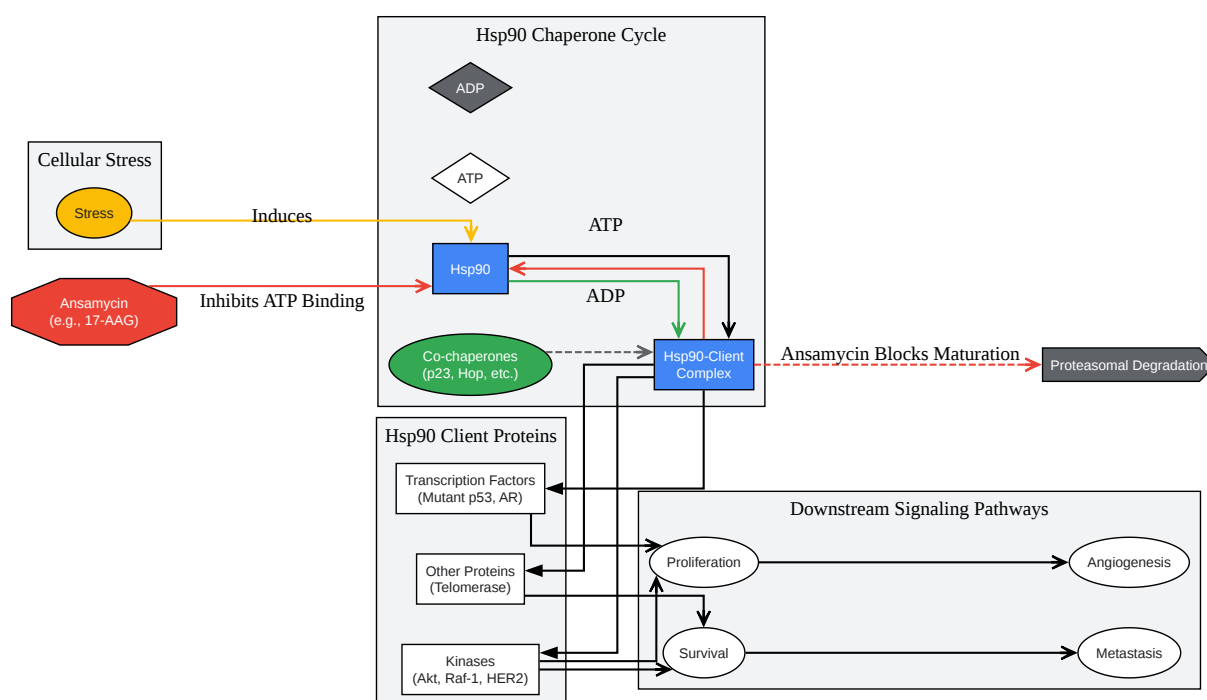 Hsp90 Chaperone Cycle
ADP
Cellular Stress
ATP
Stress
Induces
ATP
Hsp90
Ansamycin
(e.g., 17-AAG)
Inhibits ATP Binding
ADP
Co-chaperones
(p23, Hop, etc.)
Hsp90-Client
Complex
Ansamycin Blocks Maturation
Proteasomal Degradation
Hsp90 Client Proteins
Transcription Factors
(Mutant p53, AR)
Downstream Signaling Pathways
Other Proteins
(Telomerase)
Proliferation
Angiogenesis
Kinases
(Akt, Raf-1, HER2)
Survival
Metastasis